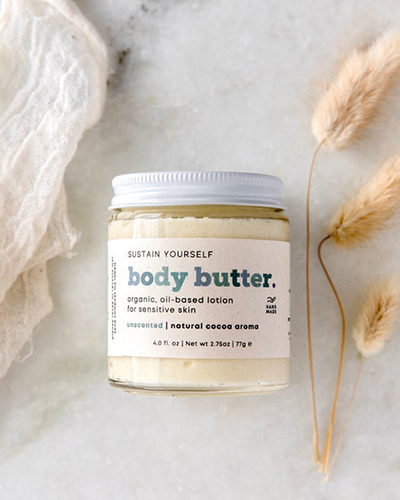 SUSTAIN YOURSELF
body butter.
organic, oil-based lotion
for sensitive skin
HAND
MADE
unscented | natural cocoa aroma
4.0 fl. oz | Net wt 2.75oz | 77g e